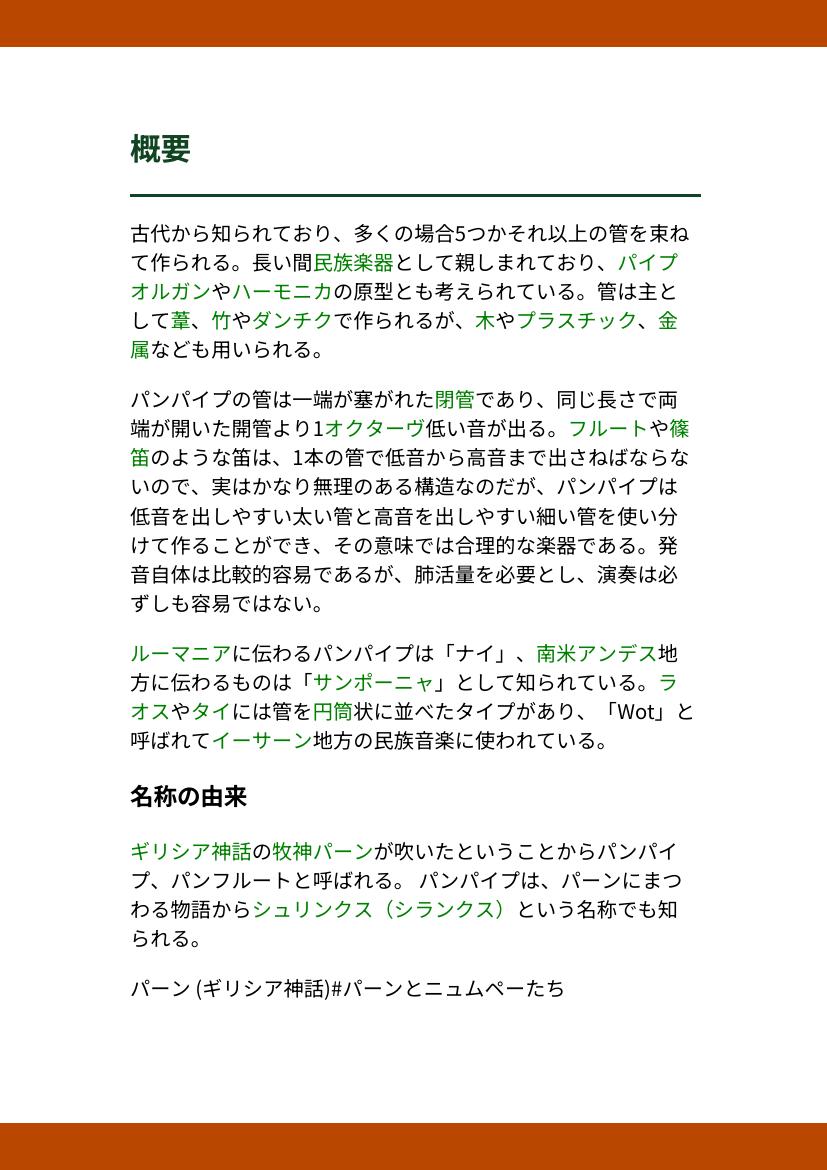 概要
古代から知られており、多くの場合5つかそれ以上の管を束ね
て作られる。長い間民族楽器として親しまれており、パイプ
オルガンやハーモニカの原型とも考えられている。管は主と
して葦、竹やダンチクで作られるが、木やプラスチック、金
属なども用いられる。
パンパイプの管は一端が塞がれた閉管であり、同じ長さで両
端が開いた開管より1オクターヴ低い音が出る。フルートや篠
笛のような笛は、1本の管で低音から高音まで出さねばならな
いので、実はかなり無理のある構造なのだが、パンパイプは
低音を出しやすい太い管と高音を出しやすい細い管を使い分
けて作ることができ、その意味では合理的な楽器である。発
音自体は比較的容易であるが、肺活量を必要とし、演奏は必
ずしも容易ではない。
ルーマニアに伝わるパンパイプは「ナイ」、南米アンデス地
方に伝わるものは「サンポーニャ」として知られている。ラ
オスやタイには管を円筒状に並べたタイプがあり、「Wot」と
呼ばれてイーサーン地方の民族音楽に使われている。
名称の由来
ギリシア神話の牧神パーンが吹いたということからパンパイ
プ、パンフルートと呼ばれる。 パンパイプは、パーンにまつ
わる物語からシュリンクス（シランクス）という名称でも知
られる。
パーン (ギリシア神話)#パーンとニュムペーたち